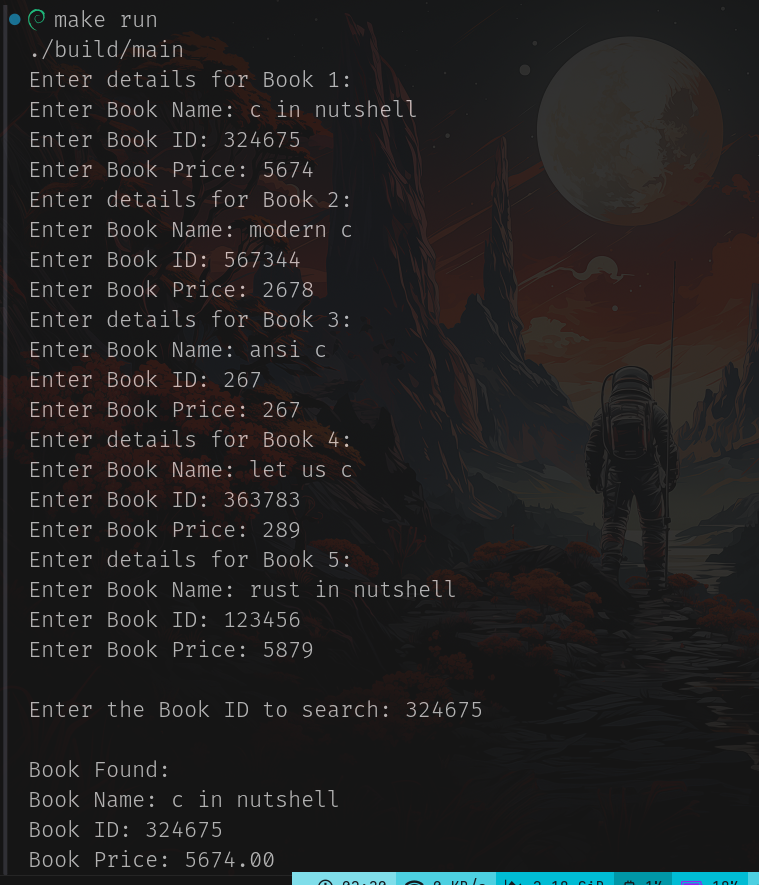 make run
./build/main
Enter details for Book 1:
Enter Book Name: c in nutshell
Enter Book ID: 324675
Enter Book Price: 5674
Enter details for Book 2:
Enter Book Name: modern c
Enter Book ID: 567344
Enter Book Price: 2678
Enter details for Book 3:
Enter Book Name: ansi c
Enter Book ID: 267
Enter Book Price: 267
Enter details for Book 4:
Enter Book Name: let us c
Enter Book ID: 363783
Enter Book Price: 289
Enter details for Book 5:
Enter Book Name: rust in nutshell
Enter Book ID: 123456
Enter Book Price: 5879
Enter the Book ID to search: 324675
Book Found:
Book Name: c in nutshell
Book ID: 324675
Book Price: 5674.00